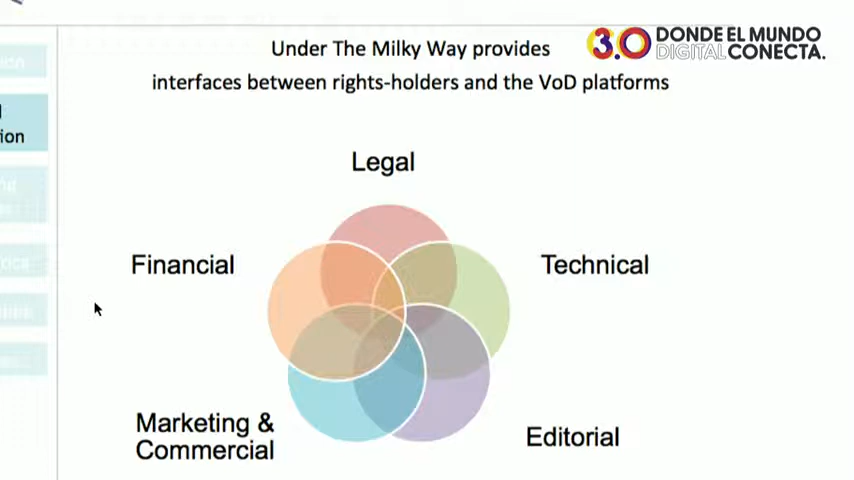 Under The Milky Way provides
interfaces between rights-holders and the VoD platforms
3.0 DONDE EL MUNDO
DIGITAL CONECTA.
ion
Legal
Financial
Technical
Marketing &
Commercial
Editorial